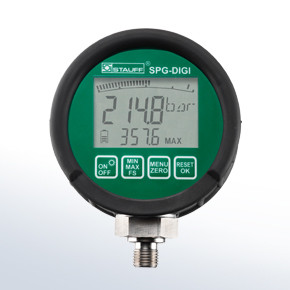 STAUFF SPG-DIGI
214.8 bar
357.6 MAX
ON OFF
MIN MAX FS
MENU ZERO
RESET OK